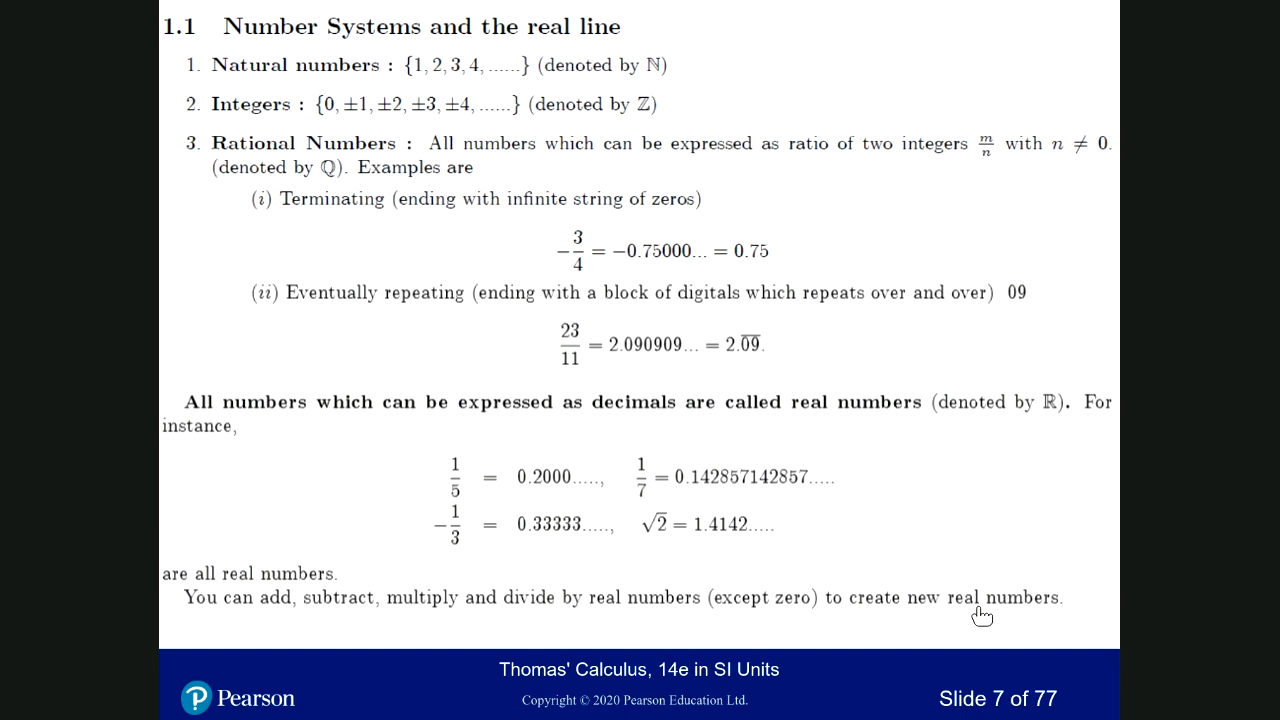 1.1 Number Systems and the real line
1. Natural numbers : {1, 2, 3, 4, ......} (denoted by ℕ)
2. Integers : {0, ±1, ±2, ±3, ±4, ......} (denoted by ℤ)
3. Rational Numbers : All numbers which can be expressed as ratio of two integers m/n with n ≠ 0.
(denoted by ℚ). Examples are
(i) Terminating (ending with infinite string of zeros)
−3/4 = −0.75000... = 0.75
(ii) Eventually repeating (ending with a block of digitals which repeats over and over) 09
23/11 = 2.090909... = 2.0̅9̅.
All numbers which can be expressed as decimals are called real numbers (denoted by ℝ). For
instance,
1/5 = 0.2000....., 1/7 = 0.142857142857.....
−1/3 = 0.33333....., √2 = 1.4142.....
are all real numbers.
You can add, subtract, multiply and divide by real numbers (except zero) to create new real numbers.
Thomas' Calculus, 14e in SI Units
P Pearson
Copyright © 2020 Pearson Education Ltd.
Slide 7 of 77